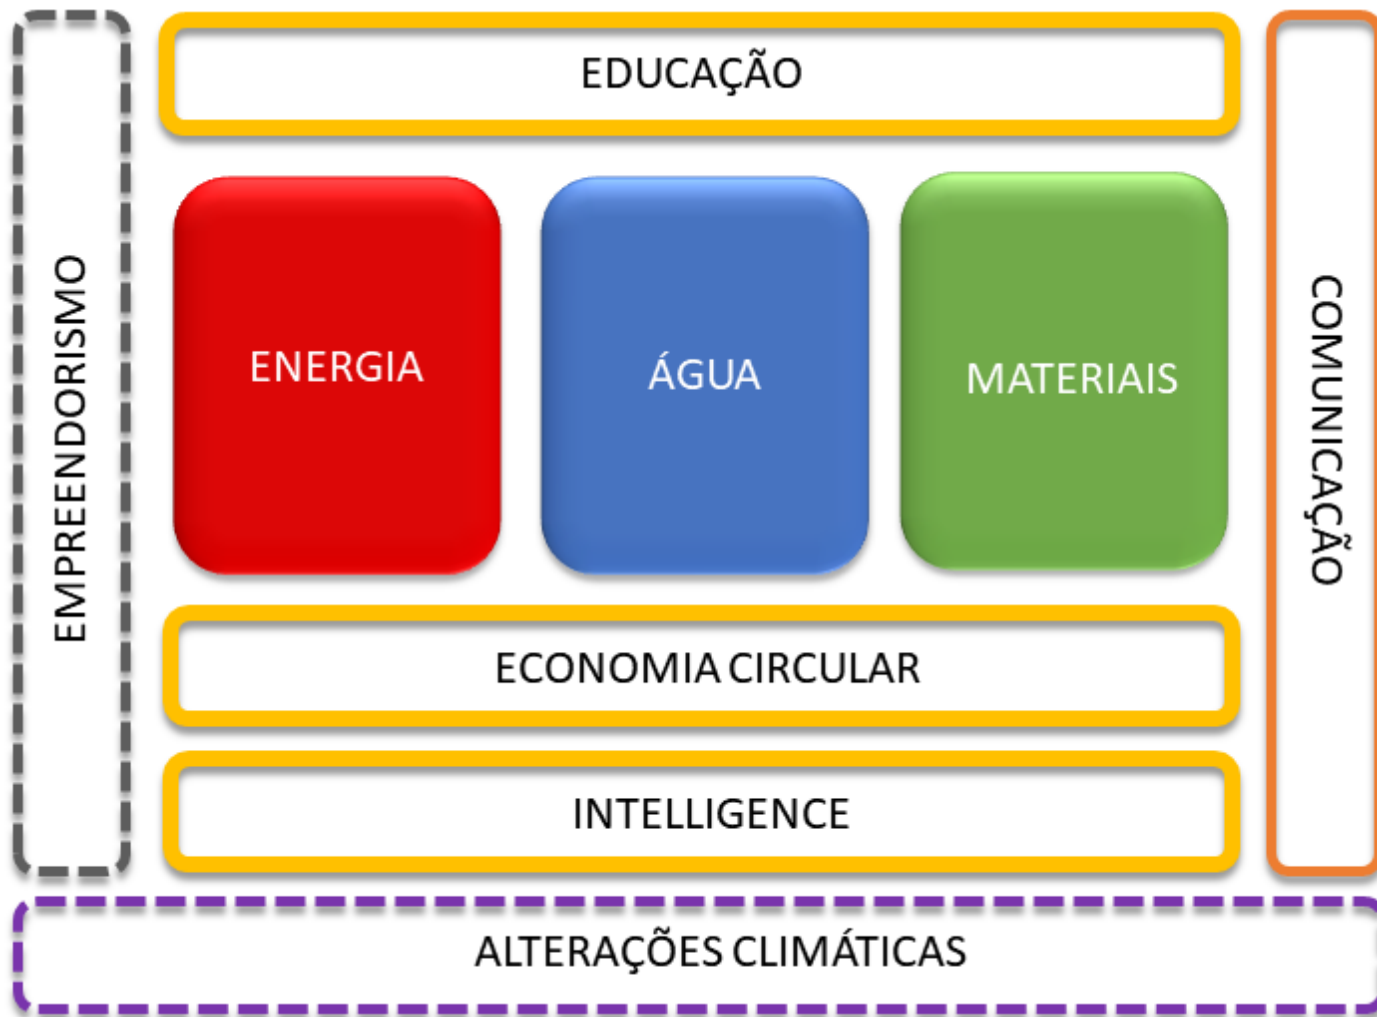 EDUCAÇÃO
EMPREENDORISMO
ENERGIA
ÁGUA
MATERIAIS
COMUNICAÇÃO
ECONOMIA CIRCULAR
INTELLIGENCE
ALTERAÇÕES CLIMÁTICAS